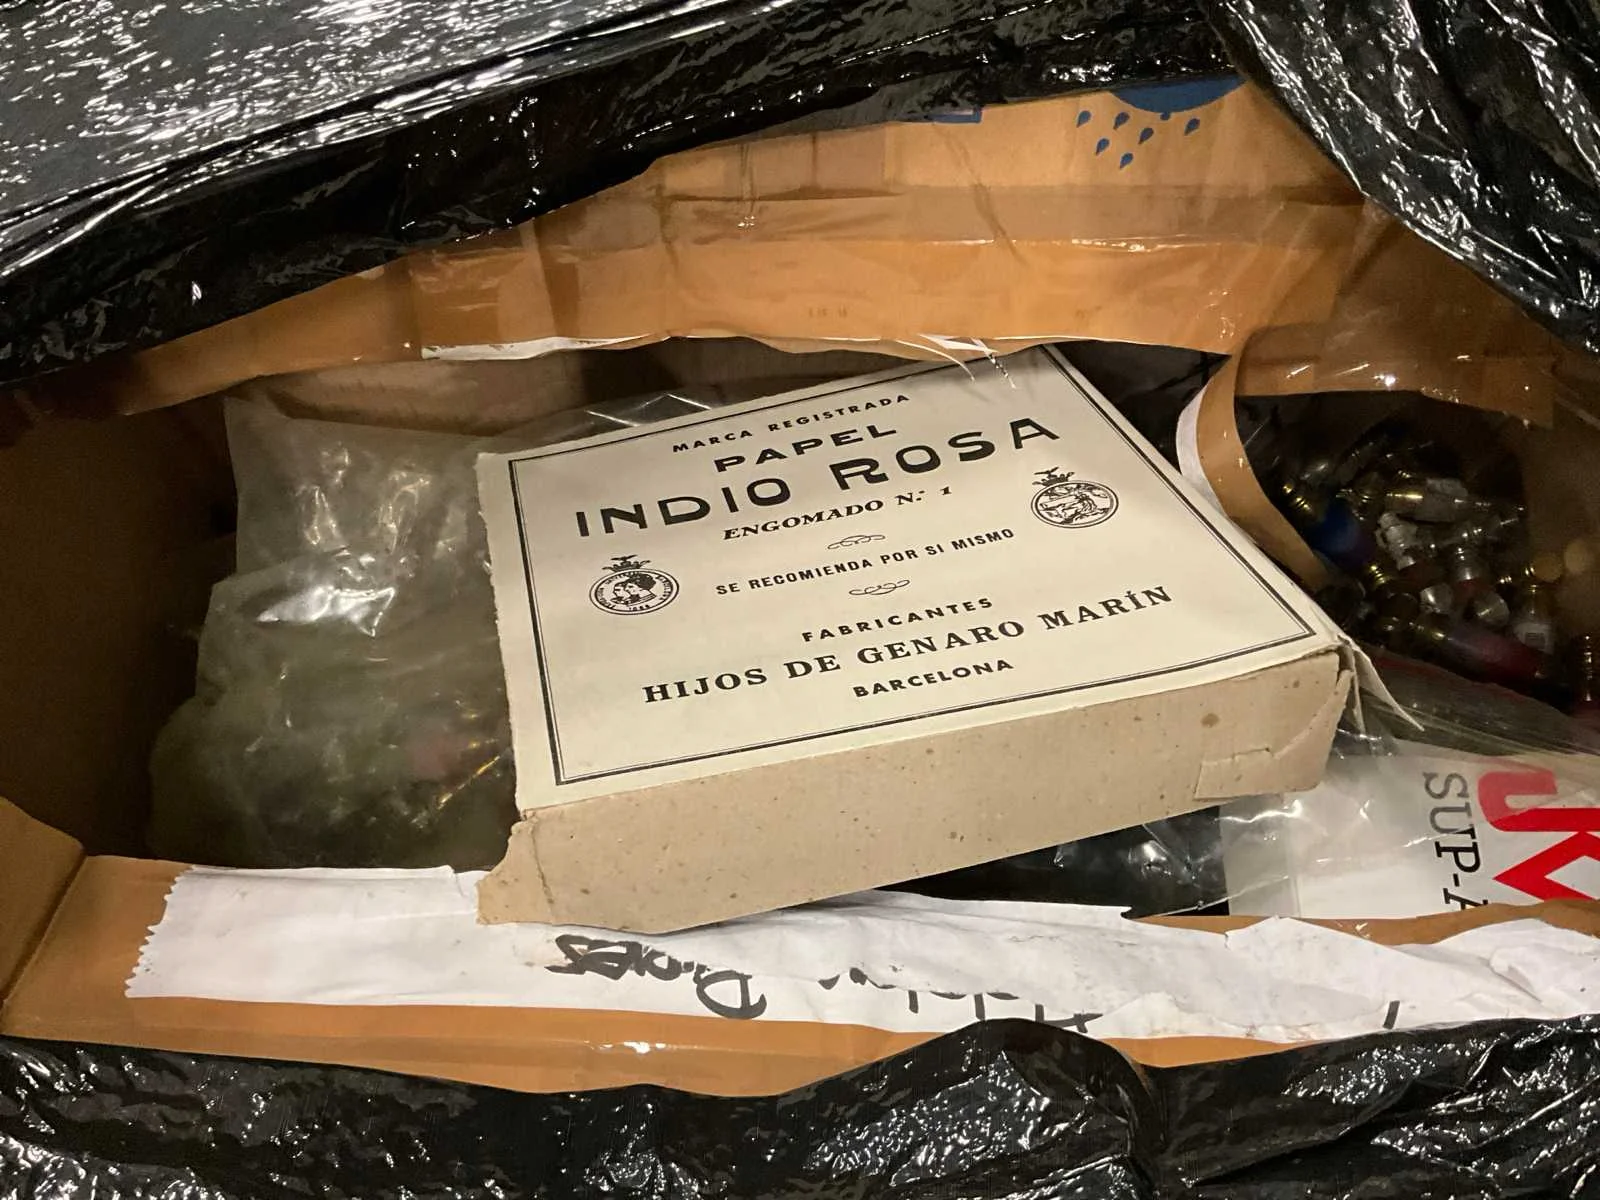 MARCA REGISTRADA
PAPEL
INDIO ROSA
ENGOMADO N.º 1
SE RECOMIENDA POR SI MISMO
FABRICANTES
HIJOS DE GENARO MARÍN
BARCELONA
SUP-A